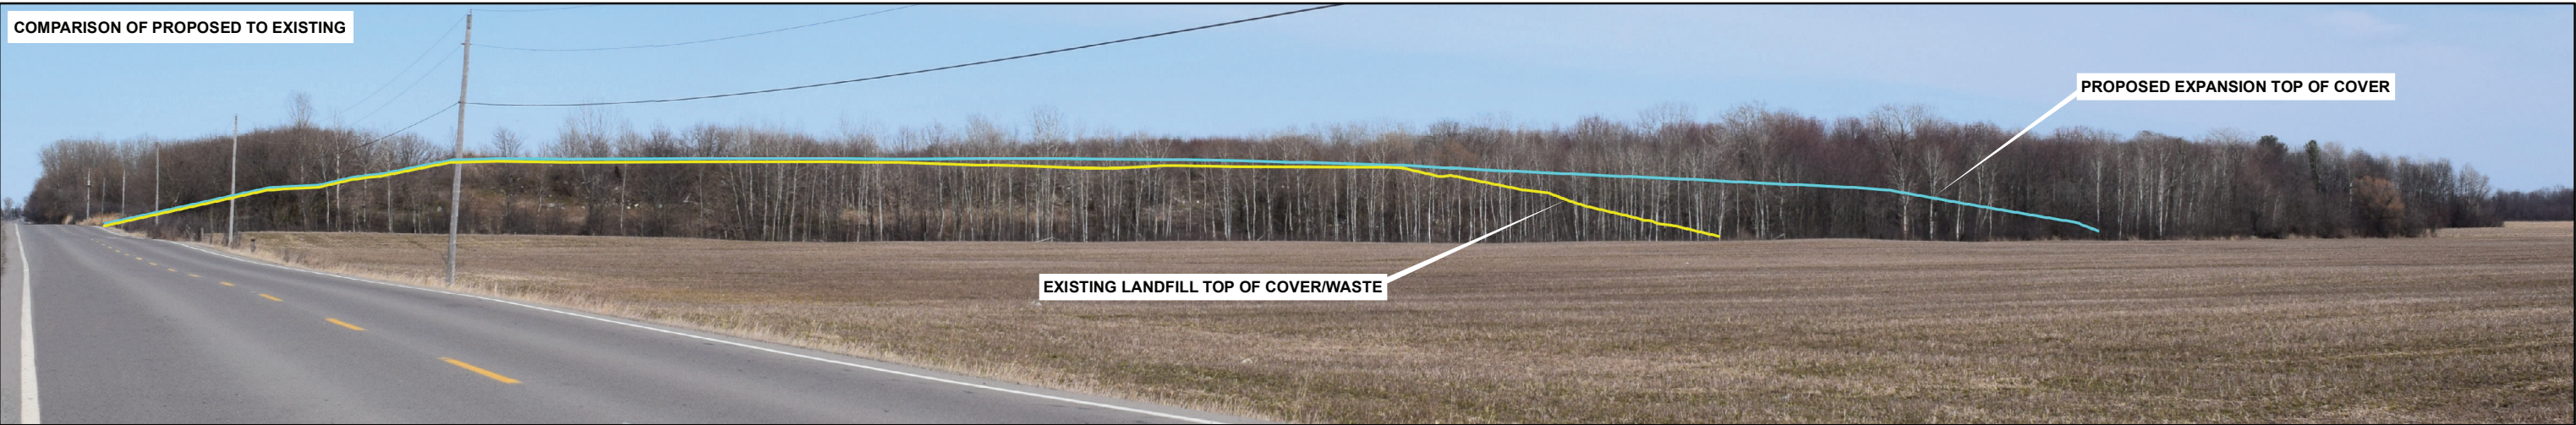 COMPARISON OF PROPOSED TO EXISTING
PROPOSED EXPANSION TOP OF COVER
EXISTING LANDFILL TOP OF COVER/WASTE